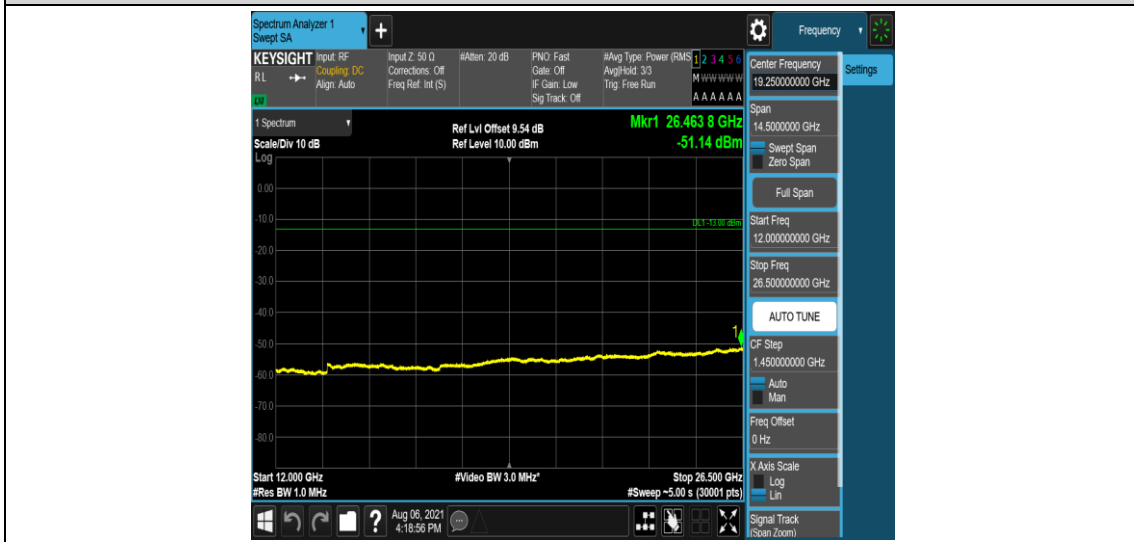 Spectrum Analyzer 1
Swept SA
+
Frequency
KEYSIGHT
RL
LXI
Input: RF
Coupling: DC
Align: Auto
Input Z: 50 Ω
Corrections: Off
Freq Ref: Int (S)
#Atten: 20 dB
PNO: Fast
Gate: Off
IF Gain: Low
Sig Track: Off
#Avg Type: Power (RMS
Avg|Hold: 3/3
Trig: Free Run
1 2 3 4 5 6
M W W W W W
A A A A A A
1 Spectrum
Scale/Div 10 dB
Log
Ref Lvl Offset 9.54 dB
Ref Level 10.00 dBm
Mkr1 26.463 8 GHz
-51.14 dBm
0.00
-10.0
DL1 -13.00 dBm
-20.0
-30.0
-40.0
1
-50.0
-60.0
-70.0
-80.0
Start 12.000 GHz
#Res BW 1.0 MHz
#Video BW 3.0 MHz*
Stop 26.500 GHz
#Sweep ~5.00 s (30001 pts)
Center Frequency
19.250000000 GHz
Settings
Span
14.5000000 GHz
Swept Span
Zero Span
Full Span
Start Freq
12.000000000 GHz
Stop Freq
26.500000000 GHz
AUTO TUNE
CF Step
1.450000000 GHz
Auto
Man
Freq Offset
0 Hz
X Axis Scale
Log
Lin
Signal Track
(Span Zoom)
?
Aug 06, 2021
4:18:56 PM